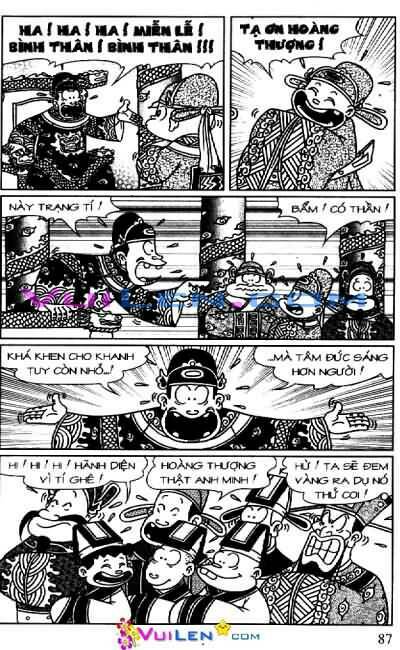 HA! HA! HA! MIỄN LỄ!
BÌNH THÂN! BÌNH THÂN!!!
TẠ ƠN HOÀNG
THƯỢNG!
NÀY TRẠNG TÍ!
BẨM! CÓ THẦN!
VUILEN.COM
KHÁ KHEN CHO KHANH
TUY CÒN NHỎ...!
...MÀ TÂM ĐỨC SÁNG
HƠN NGƯỜI!
HI! HI! HI! HÃNH DIỆN
VÌ TÍ GHÊ!
HOÀNG THƯỢNG
THẬT ANH MINH!
HỪ! TA SẼ ĐEM
VÀNG RA DỤ NÓ
THỬ COI!
VUILEN.COM
87